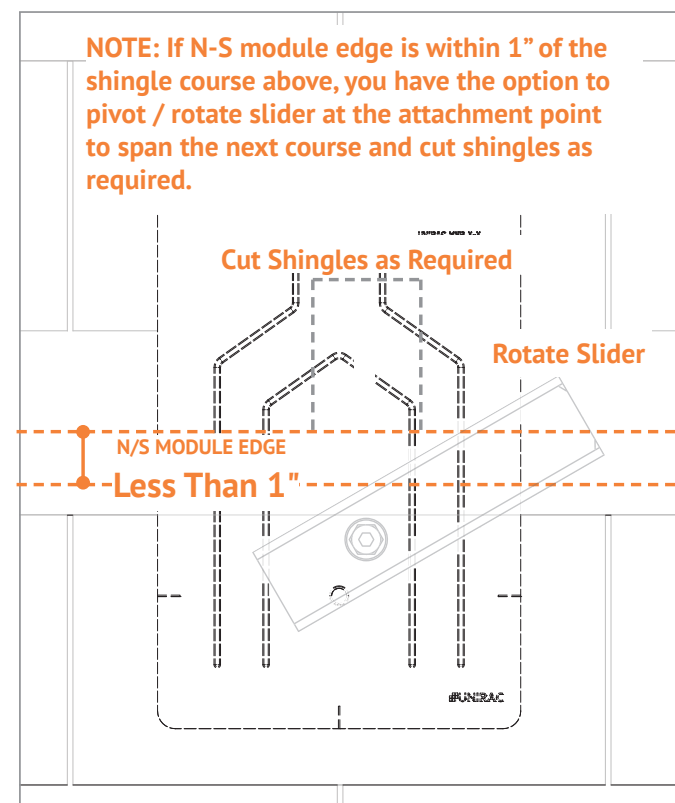 NOTE: If N-S module edge is within 1” of the
shingle course above, you have the option to
pivot / rotate slider at the attachment point
to span the next course and cut shingles as
required.
Cut Shingles as Required
Rotate Slider
N/S MODULE EDGE
Less Than 1"
UNIRAC